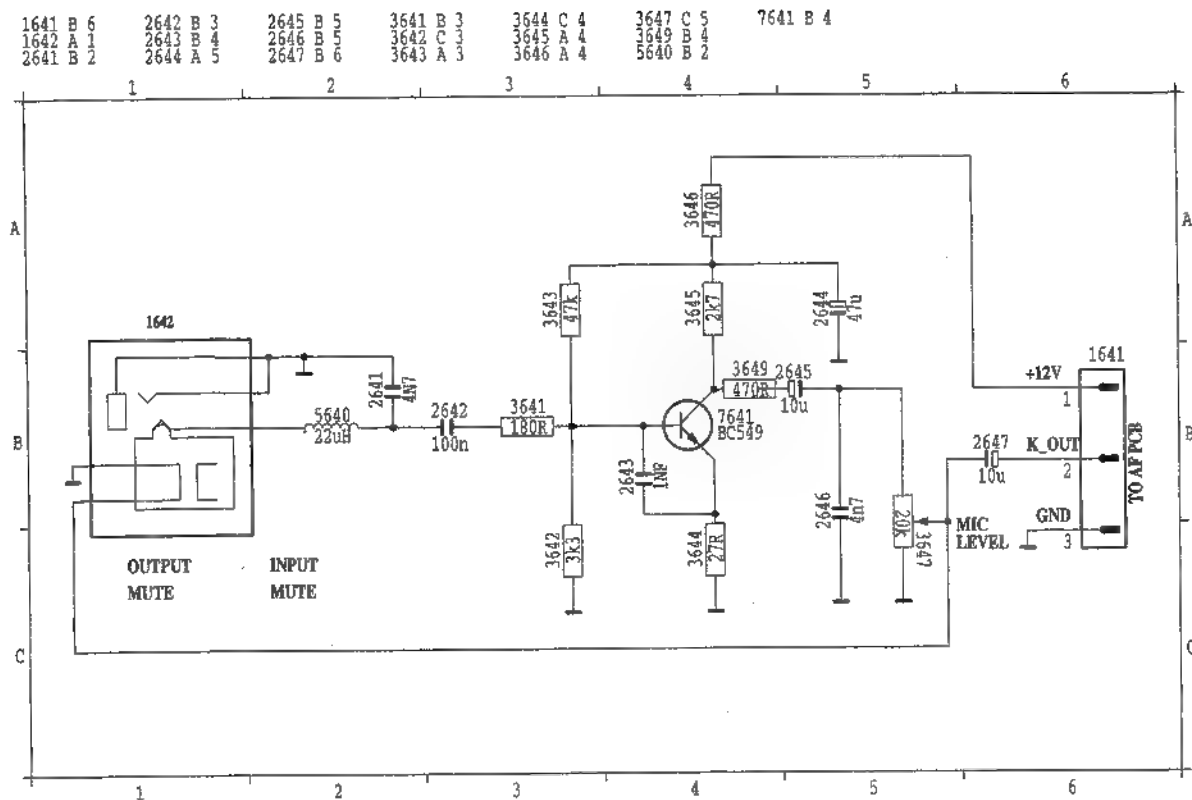 1641 B 6 2642 B 3 2645 B 5 3641 B 3 3644 C 4 3647 C 5 7641 B 4
1642 A 1 2643 B 4 2646 B 5 3642 C 3 3645 A 4 3649 B 4
2641 B 2 2644 A 5 2647 B 6 3643 A 3 3646 A 4 5640 B 2
1 2 3 4 5 6
A
A
3646
470R
3643
47k
3645
2k7
2644
47u
1642
1641
+12V
1
2641
4N7
3649
470R
2645
10u
B
B
5640
22uH
2642
100n
3641
180R
7641
BC549
2643
1NF
2647
10u
K_OUT
2
TO AF PCB
2646
4n7
20k
3647
MIC
LEVEL
GND
3
3642
3k3
3644
27R
OUTPUT
MUTE
INPUT
MUTE
C
C
1 2 3 4 5 6